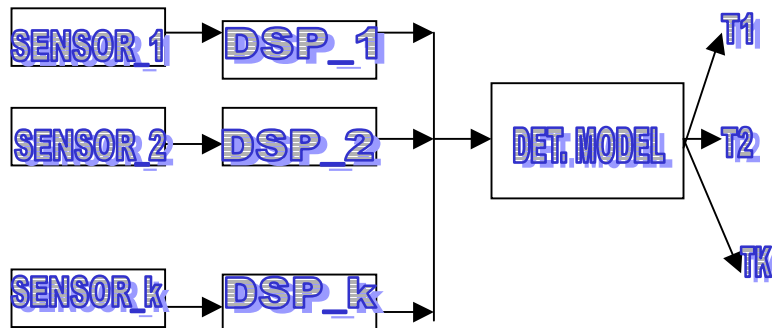 SENSOR_1
DSP_1
T1
SENSOR_2
DSP_2
DET. MODEL
T2
SENSOR_k
DSP_k
TK